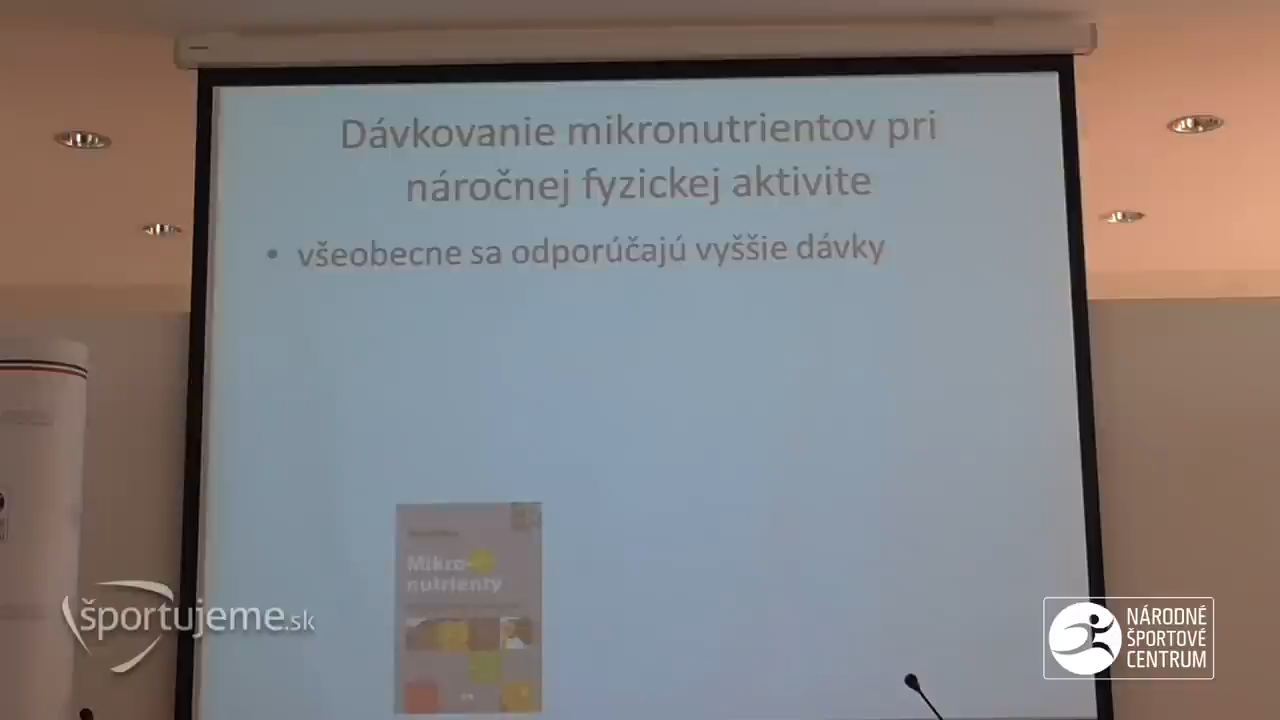 Dávkovanie mikronutrientov pri
náročnej fyzickej aktivite
• všeobecne sa odporúčajú vyššie dávky
Mikro-
nutrienty
športujeme.sk
NÁRODNÉ
ŠPORTOVÉ
CENTRUM